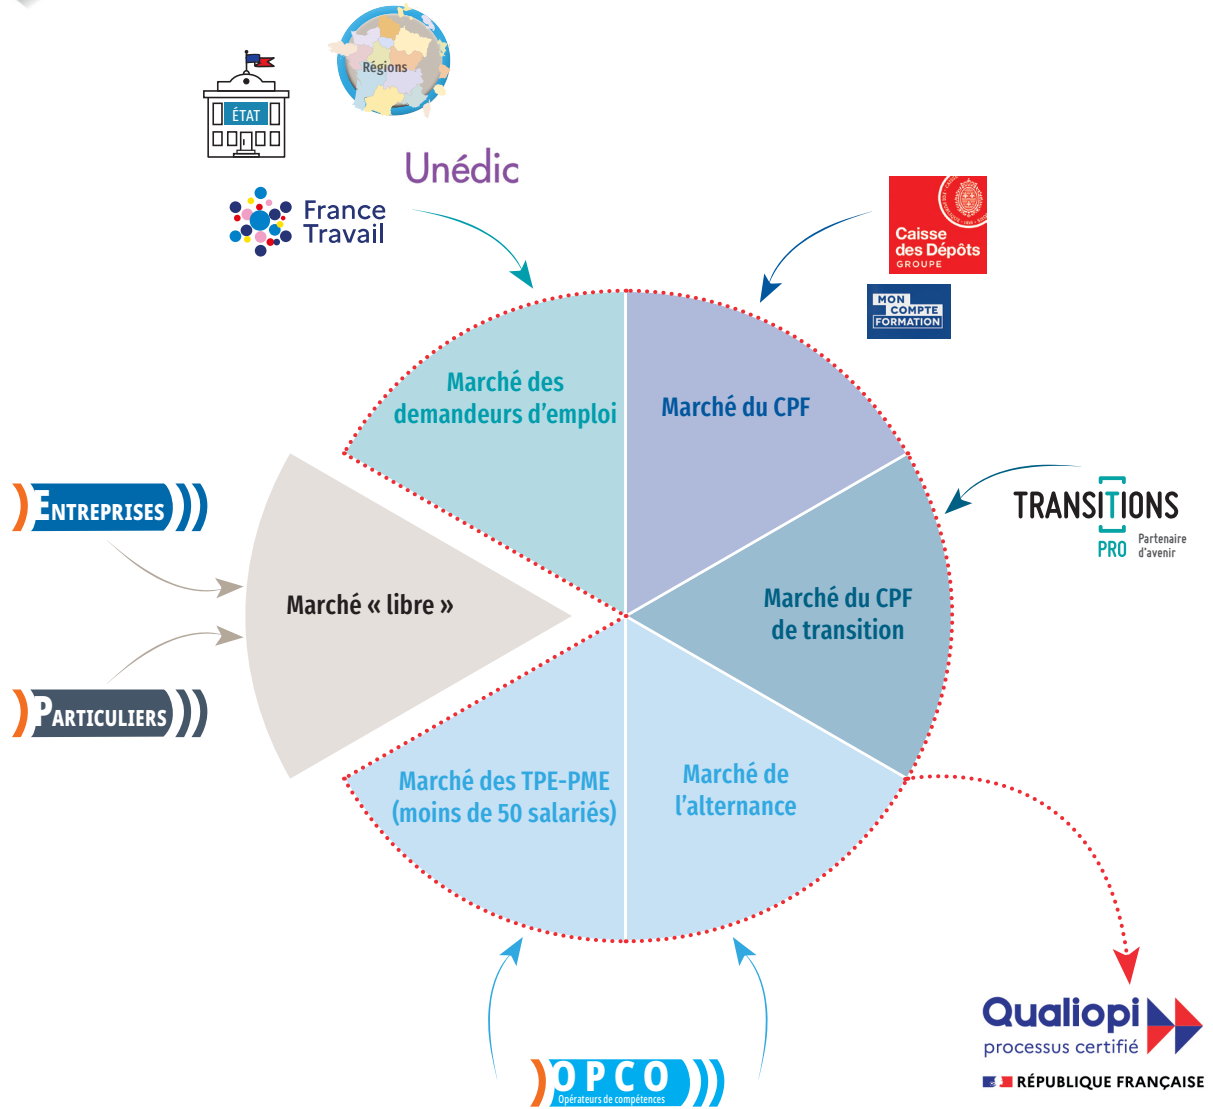 Régions
ÉTAT
Unédic
France
Travail
Caisse
des Dépôts
GROUPE
MON
COMPTE
FORMATION
Marché des
demandeurs d’emploi
Marché du CPF
ENTREPRISES
TRANSITIONS
PRO
Partenaire
d'avenir
Marché « libre »
Marché du CPF
de transition
PARTICULIERS
Marché des TPE-PME
(moins de 50 salariés)
Marché de
l’alternance
Qualiopi
processus certifié
RÉPUBLIQUE FRANÇAISE
OPCO
Opérateurs de compétences